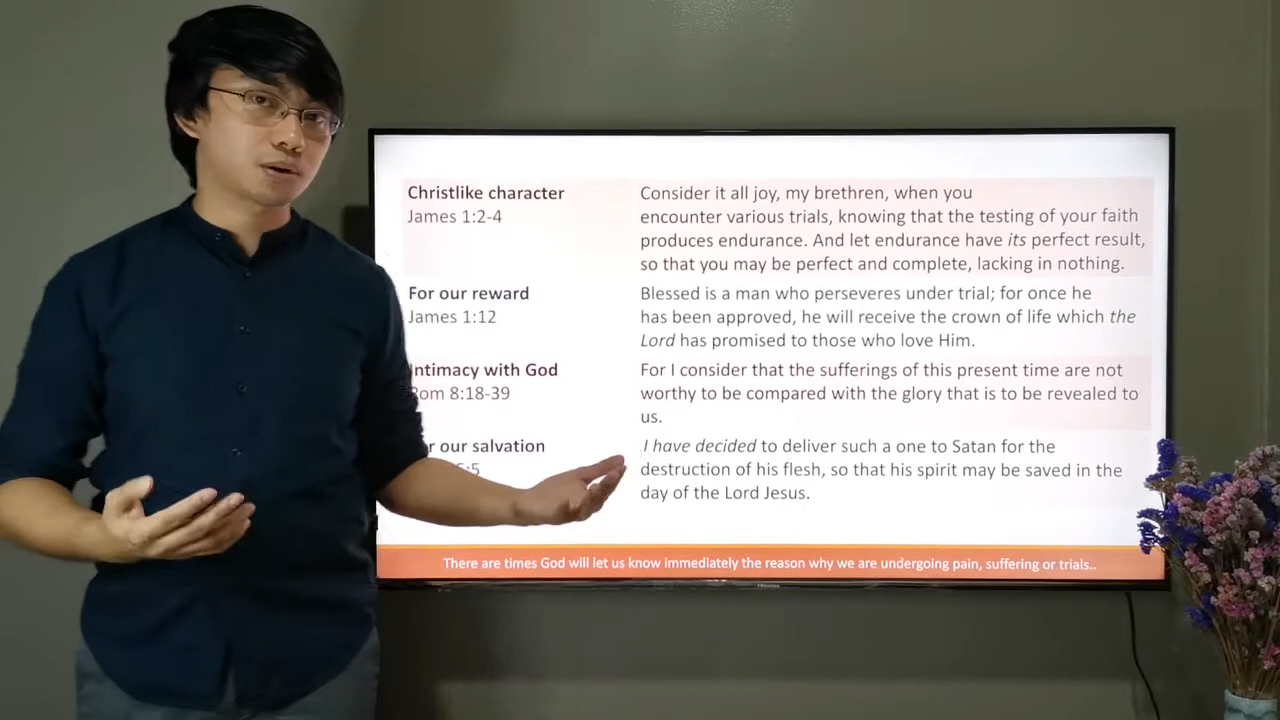 Christlike character
James 1:2-4
Consider it all joy, my brethren, when you
encounter various trials, knowing that the testing of your faith
produces endurance. And let endurance have its perfect result,
so that you may be perfect and complete, lacking in nothing.
For our reward
James 1:12
Blessed is a man who perseveres under trial; for once he
has been approved, he will receive the crown of life which the
Lord has promised to those who love Him.
Intimacy with God
Rom 8:18-39
For I consider that the sufferings of this present time are not
worthy to be compared with the glory that is to be revealed to
us.
our salvation
5:5
I have decided to deliver such a one to Satan for the
destruction of his flesh, so that his spirit may be saved in the
day of the Lord Jesus.
There are times God will let us know immediately the reason why we are undergoing pain, suffering or trials..